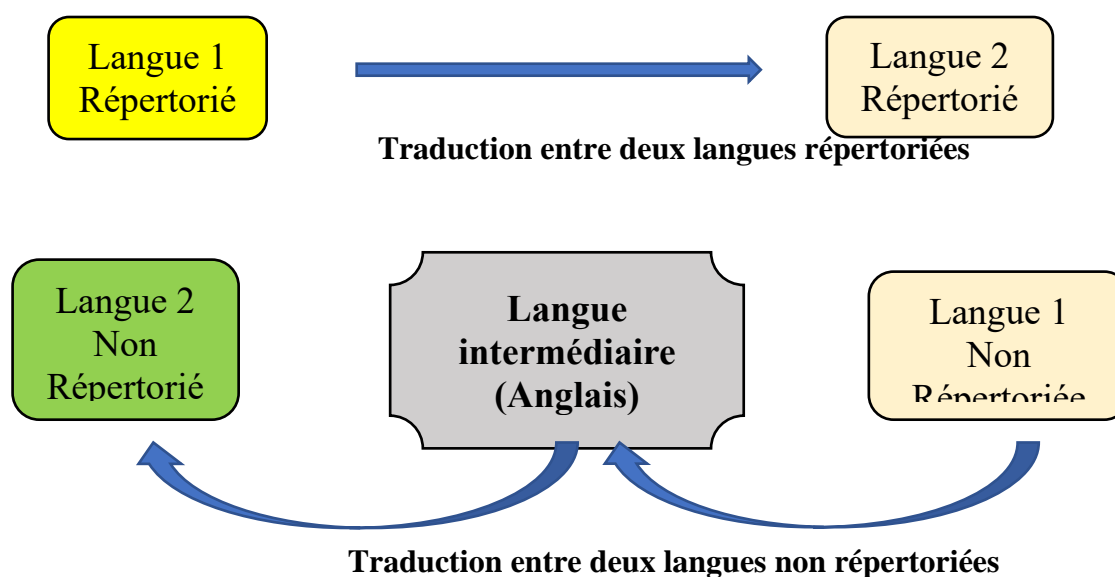 Langue 1
Répertorié
Langue 2
Répertorié
Traduction entre deux langues répertoriées
Langue 2
Non
Répertorié
Langue
intermédiaire
(Anglais)
Langue 1
Non
Répertoriée
Traduction entre deux langues non répertoriées